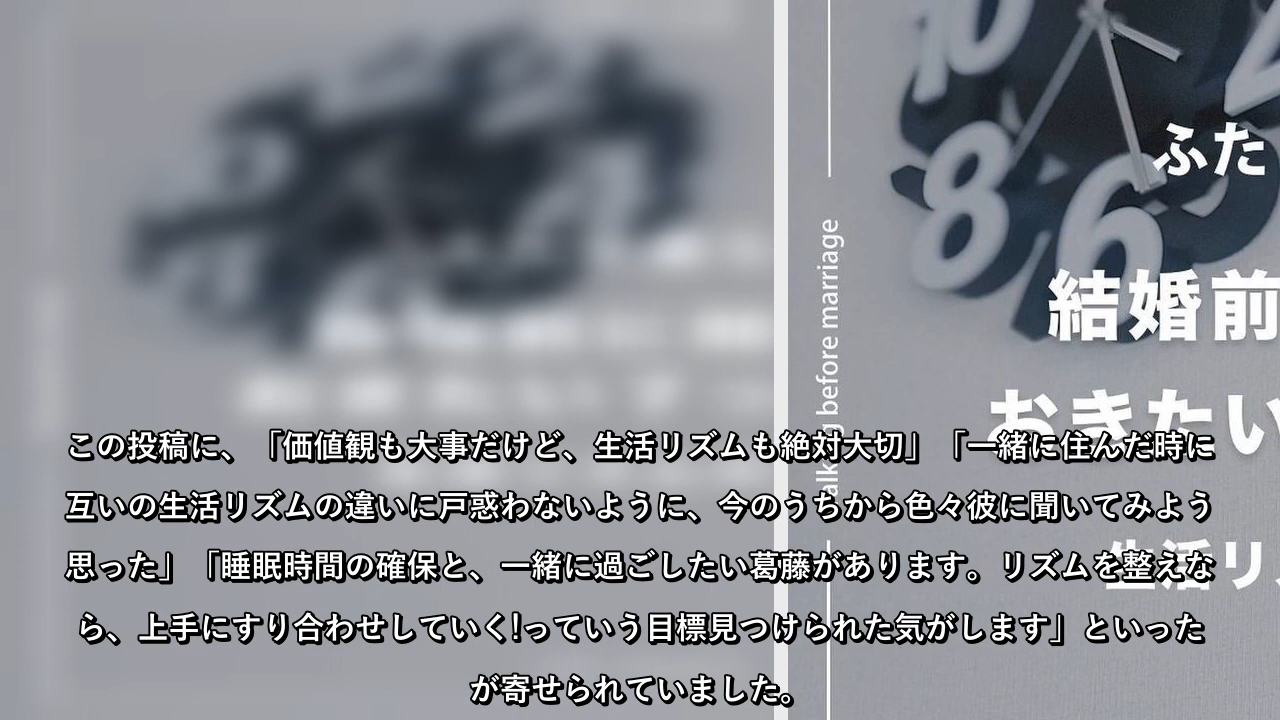 10
8
6
ふた
結婚前
おきたい
生活リ
alking before marriage
この投稿に、「価値観も大事だけど、生活リズムも絶対大切」「一緒に住んだ時に
互いの生活リズムの違いに戸惑わないように、今のうちから色々彼に聞いてみよう
思った」「睡眠時間の確保と、一緒に過ごしたい葛藤があります。リズムを整えな
ら、上手にすり合わせしていく!っていう目標見つけられた気がします」といった
が寄せられていました。